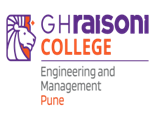 GHRAISONI
COLLEGE
Engineering and
Management
Pune